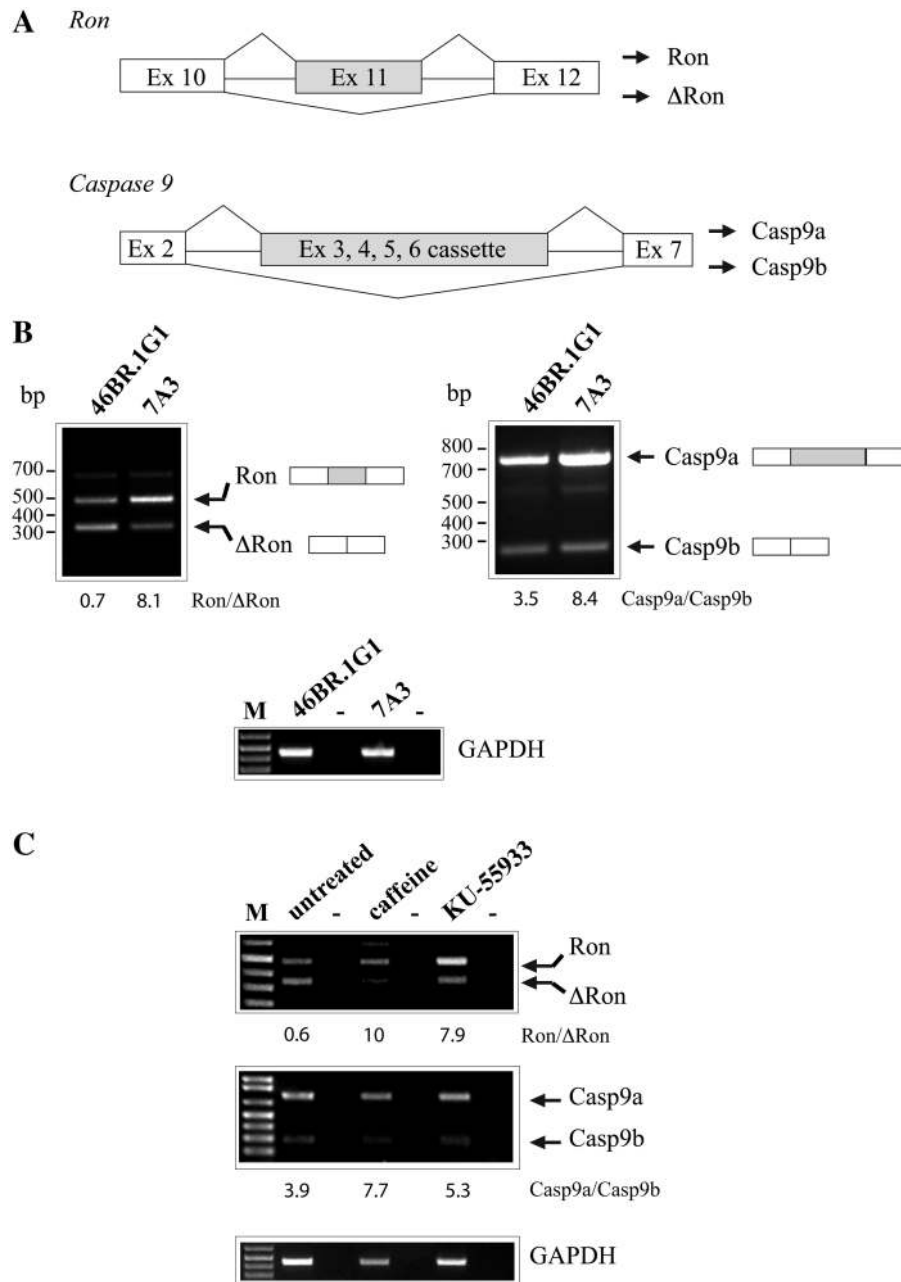 A
Ron
Ex 10 Ex 11 Ex 12
Ron
ΔRon
Caspase 9
Ex 2 Ex 3, 4, 5, 6 cassette Ex 7
Casp9a
Casp9b
B
46BR.1G1 7A3
bp
700
500
400
300
Ron
ΔRon
0.7 8.1 Ron/ΔRon
46BR.1G1 7A3
bp
800
700
500
400
300
Casp9a
Casp9b
3.5 8.4 Casp9a/Casp9b
M 46BR.1G1 - 7A3 -
GAPDH
C
M untreated - caffeine - KU-55933 -
Ron
ΔRon
0.6 10 7.9 Ron/ΔRon
Casp9a
Casp9b
3.9 7.7 5.3 Casp9a/Casp9b
GAPDH